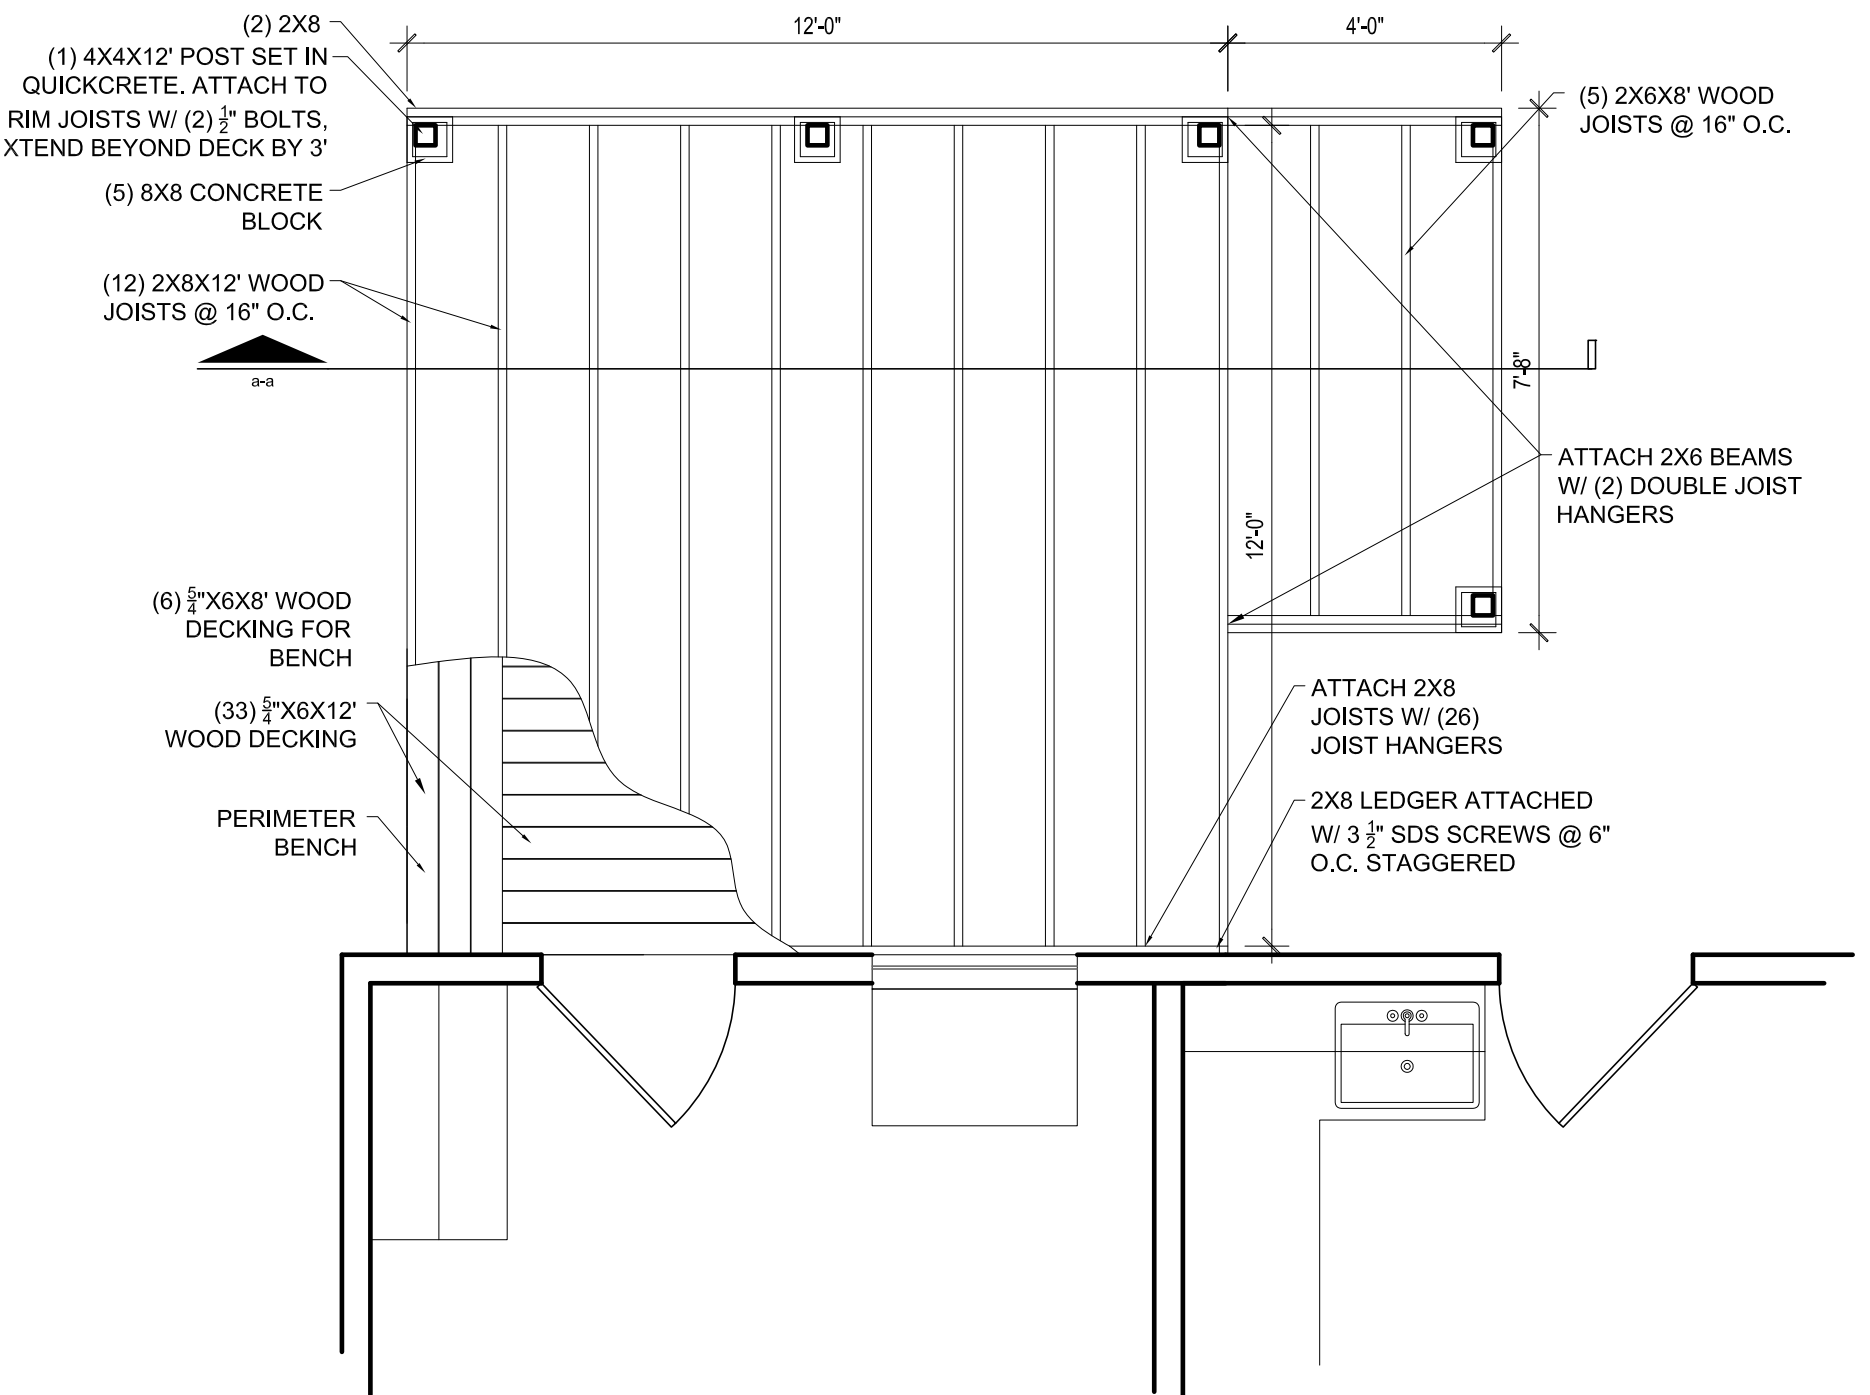 (2) 2X8
12'-0"
4'-0"
(1) 4X4X12' POST SET IN
QUICKCRETE. ATTACH TO
RIM JOISTS W/ (2) 1/2" BOLTS,
XTEND BEYOND DECK BY 3'
(5) 2X6X8' WOOD
JOISTS @ 16" O.C.
(5) 8X8 CONCRETE
BLOCK
(12) 2X8X12' WOOD
JOISTS @ 16" O.C.
a-a
7'-8"
ATTACH 2X6 BEAMS
W/ (2) DOUBLE JOIST
HANGERS
12'-0"
(6) 5/4"X6X8' WOOD
DECKING FOR
BENCH
(33) 5/4"X6X12'
WOOD DECKING
ATTACH 2X8
JOISTS W/ (26)
JOIST HANGERS
PERIMETER
BENCH
2X8 LEDGER ATTACHED
W/ 3 1/2" SDS SCREWS @ 6"
O.C. STAGGERED